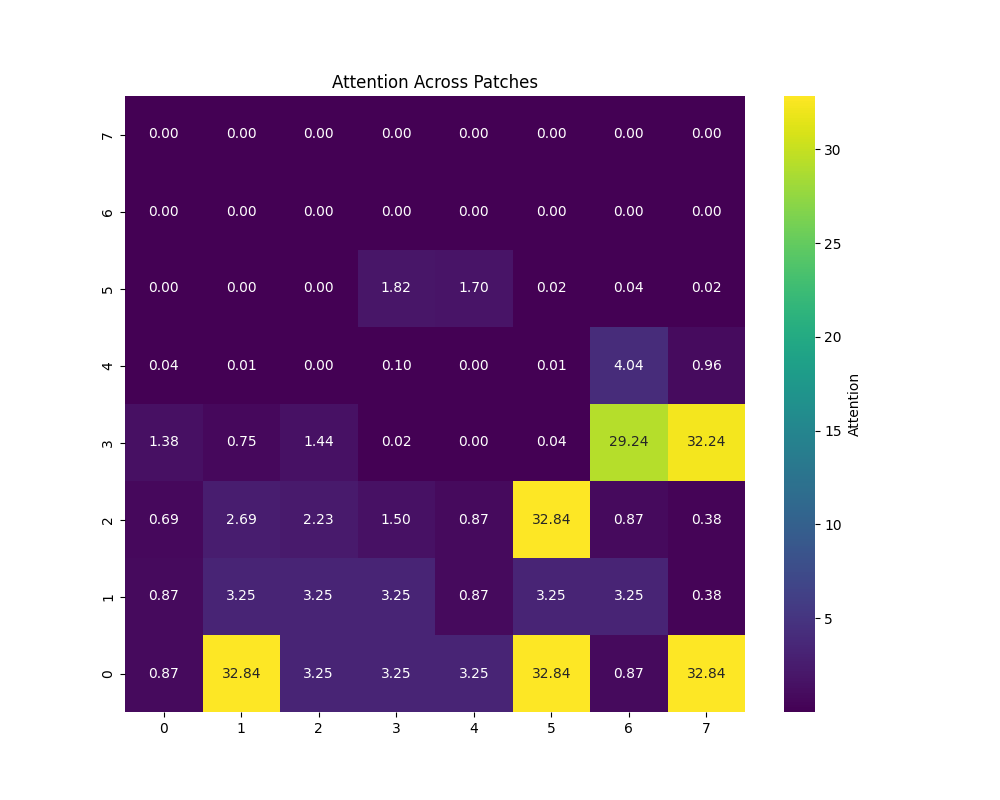 Attention Across Patches
7 0.00 0.00 0.00 0.00 0.00 0.00 0.00 0.00 30
6 0.00 0.00 0.00 0.00 0.00 0.00 0.00 0.00 25
5 0.00 0.00 0.00 1.82 1.70 0.02 0.04 0.02 20
4 0.04 0.01 0.00 0.10 0.00 0.01 4.04 0.96
3 1.38 0.75 1.44 0.02 0.00 0.04 29.24 32.24 15
2 0.69 2.69 2.23 1.50 0.87 32.84 0.87 0.38 10
1 0.87 3.25 3.25 3.25 0.87 3.25 3.25 0.38 5
0 0.87 32.84 3.25 3.25 3.25 32.84 0.87 32.84
0 1 2 3 4 5 6 7
Attention